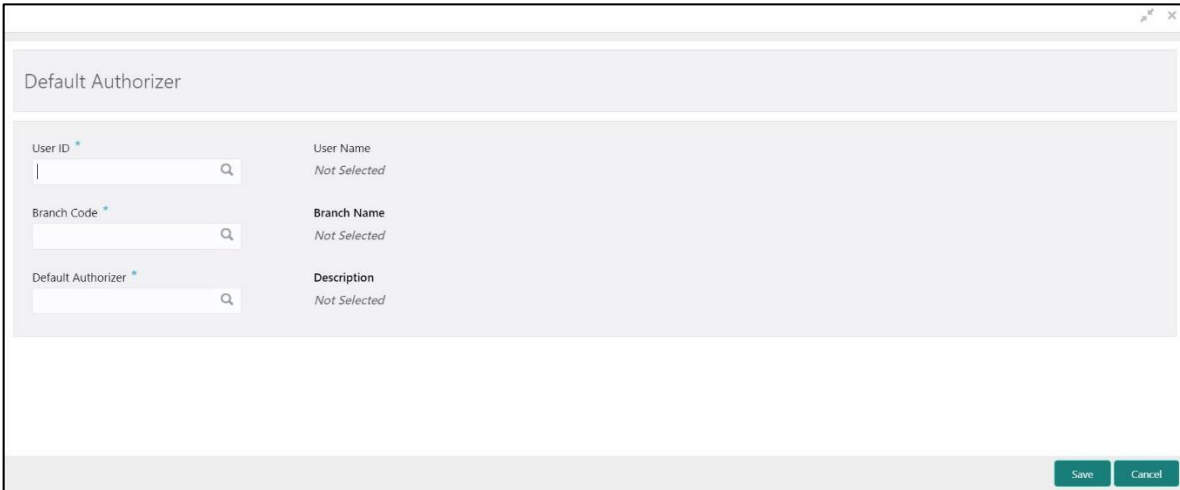 Default Authorizer
User ID * User Name
Not Selected
Branch Code * Branch Name
Not Selected
Default Authorizer * Description
Not Selected
Save Cancel